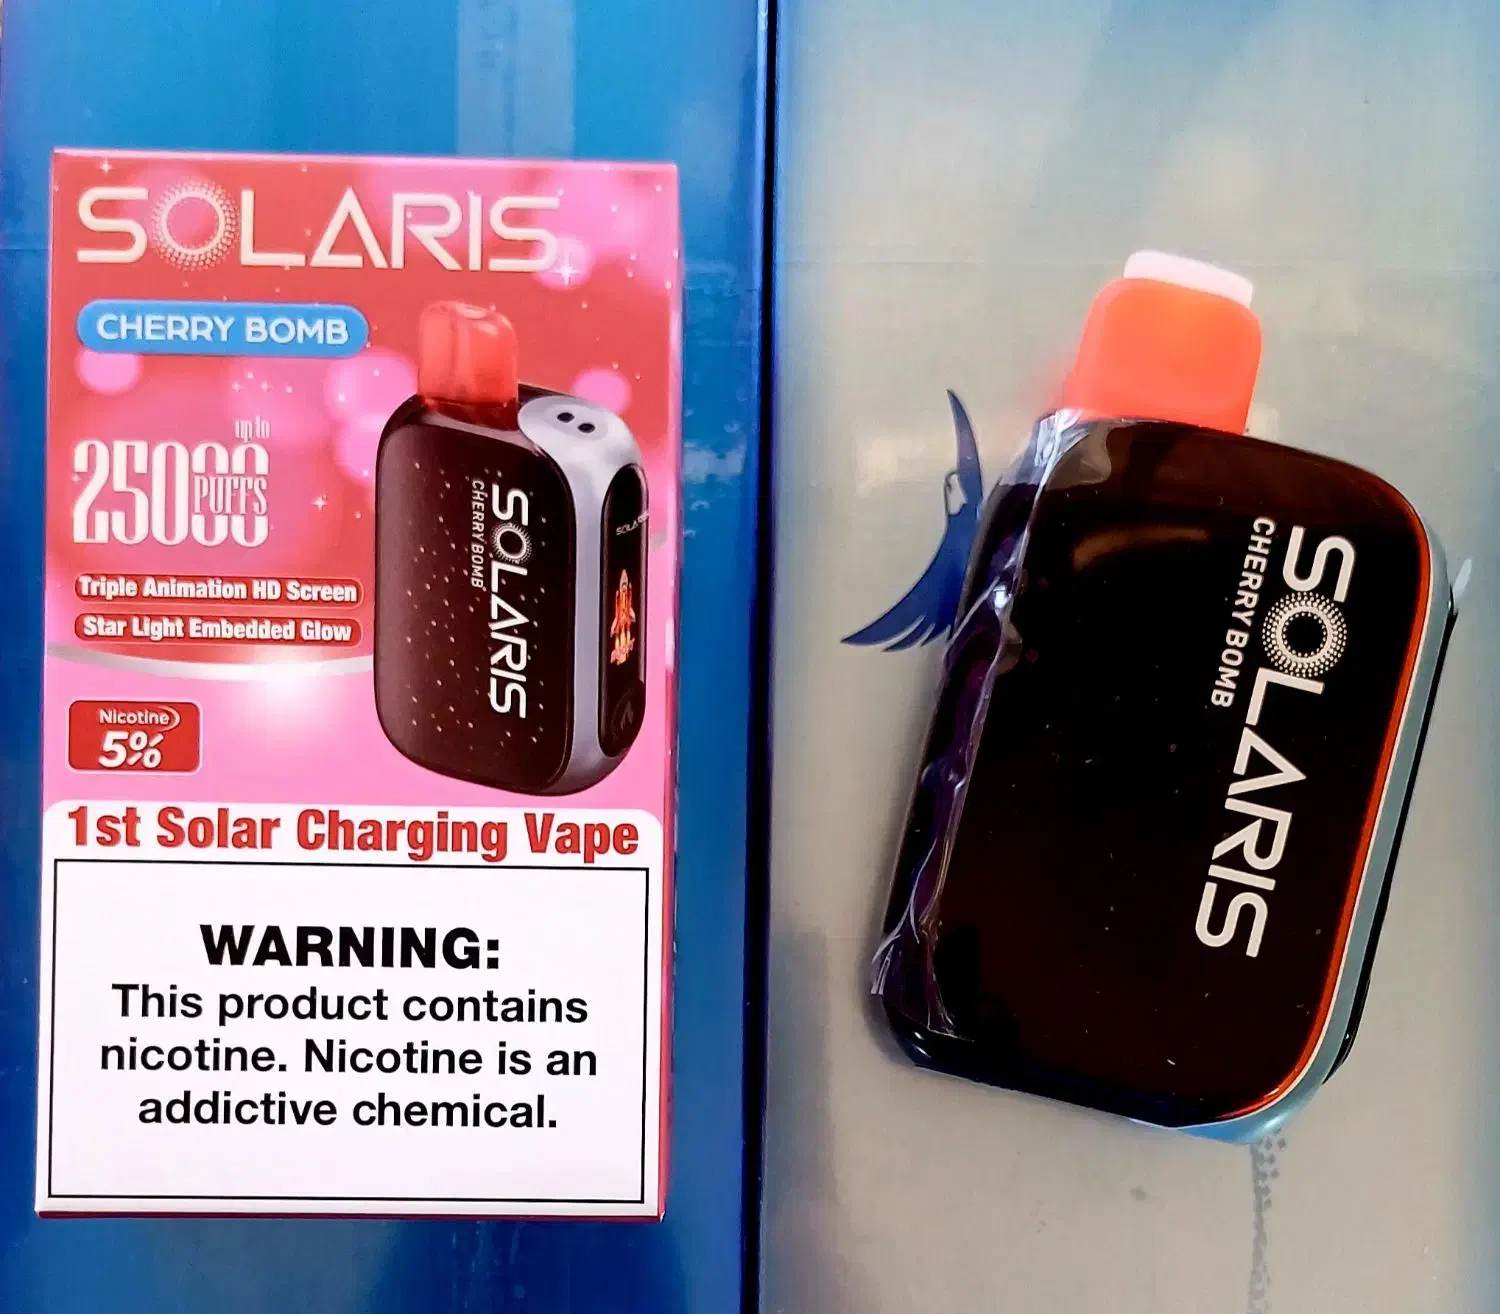 SOLARIS
CHERRY BOMB
up to
25000
PUFFS
Triple Animation HD Screen
Star Light Embedded Glow
SOLARIS
CHERRY BOMB
SOLARIS
Nicotine
5%
1st Solar Charging Vape
WARNING:
This product contains
nicotine. Nicotine is an
addictive chemical.
SOLARIS
CHERRY BOMB